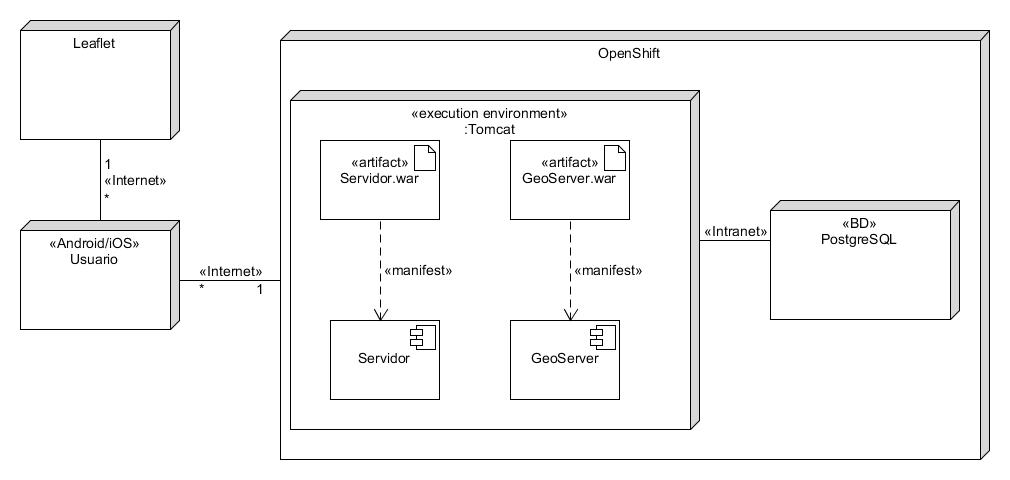 Leaflet
1
«Internet»
*
«Android/iOS»
Usuario
«Internet»
* 1
OpenShift
«execution environment»
:Tomcat
«artifact»
Servidor.war
«artifact»
GeoServer.war
«manifest»
«manifest»
Servidor
GeoServer
«Intranet»
«BD»
PostgreSQL